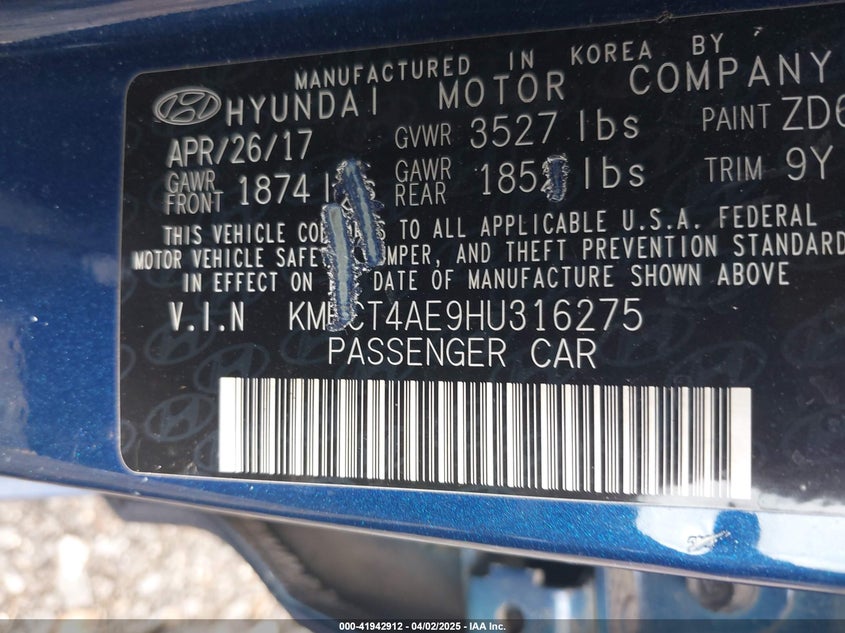 MANUFACTURED IN KOREA BY
HYUNDAI MOTOR COMPANY
APR/26/17 GVWR 3527 lbs PAINT ZD6
GAWR FRONT 1874 GAWR REAR lbs TRIM 9Y
THIS VEHICLE TO ALL APPLICABLE U.S.A. FEDERAL
MOTOR VEHICLE AND THEFT PREVENTION STANDARD
IN EFFECT ON DATE OF MANUFACTURE SHOWN ABOVE
V.I.N
PASSENGER CAR
000-41942912 - 04/02/2025 - IAA Inc.